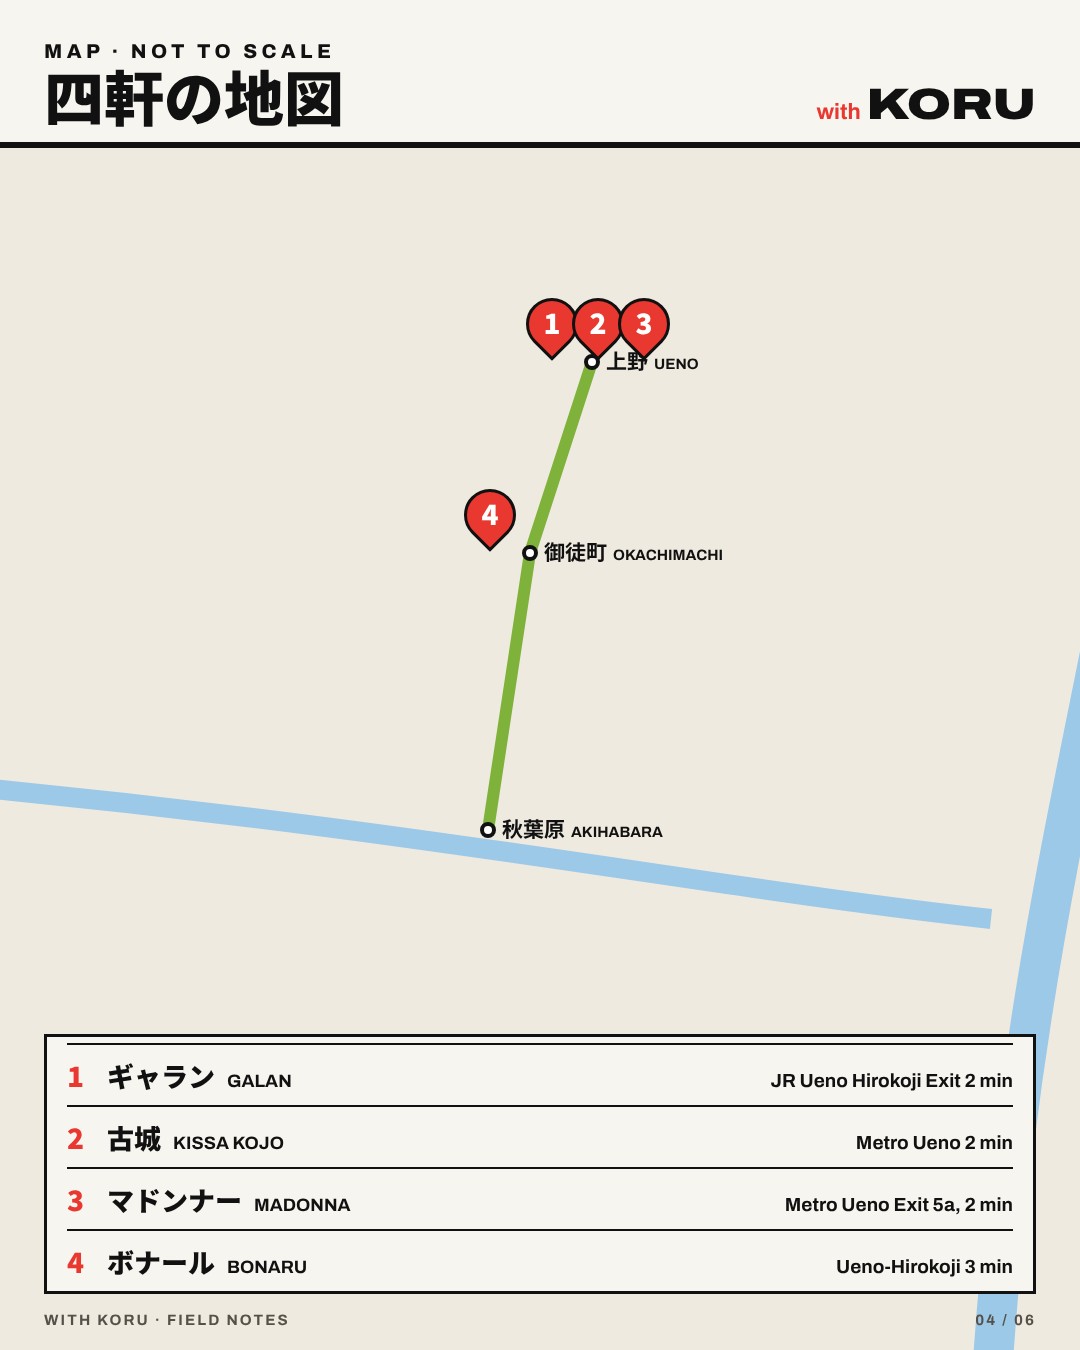 MAP · NOT TO SCALE
四軒の地図
with KORU
1 2 3
上野 UENO
4
御徒町 OKACHIMACHI
秋葉原 AKIHABARA
1 ギャラン GALAN JR Ueno Hirokoji Exit 2 min
2 古城 KISSA KOJO Metro Ueno 2 min
3 マドンナー MADONNA Metro Ueno Exit 5a, 2 min
4 ボナール BONARU Ueno-Hirokoji 3 min
WITH KORU · FIELD NOTES 04 / 06